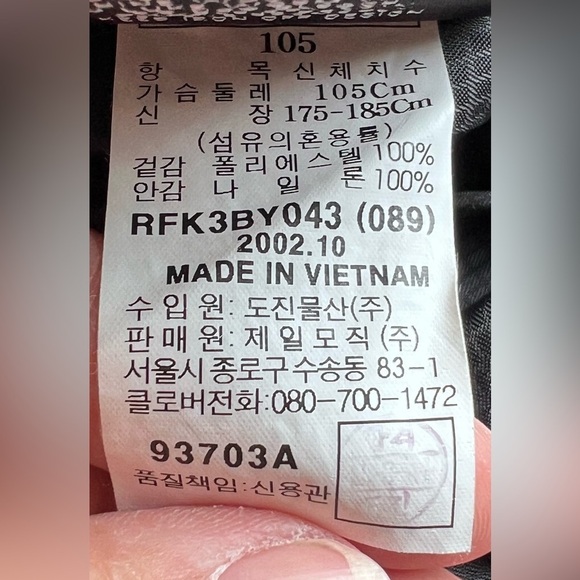 105
항 목 신체치수
가슴둘레 105Cm
신 장 175-185Cm
(섬유의혼용률)
겉감 폴리에스텔 100%
안감 나일론 100%
RFK3BY043 (089)
2002.10
MADE IN VIETNAM
수입원: 도진물산(주)
판매원: 제일모직(주)
서울시종로구수송동 83-1
클로버전화:080-700-1472
93703A
품질책임:신용관